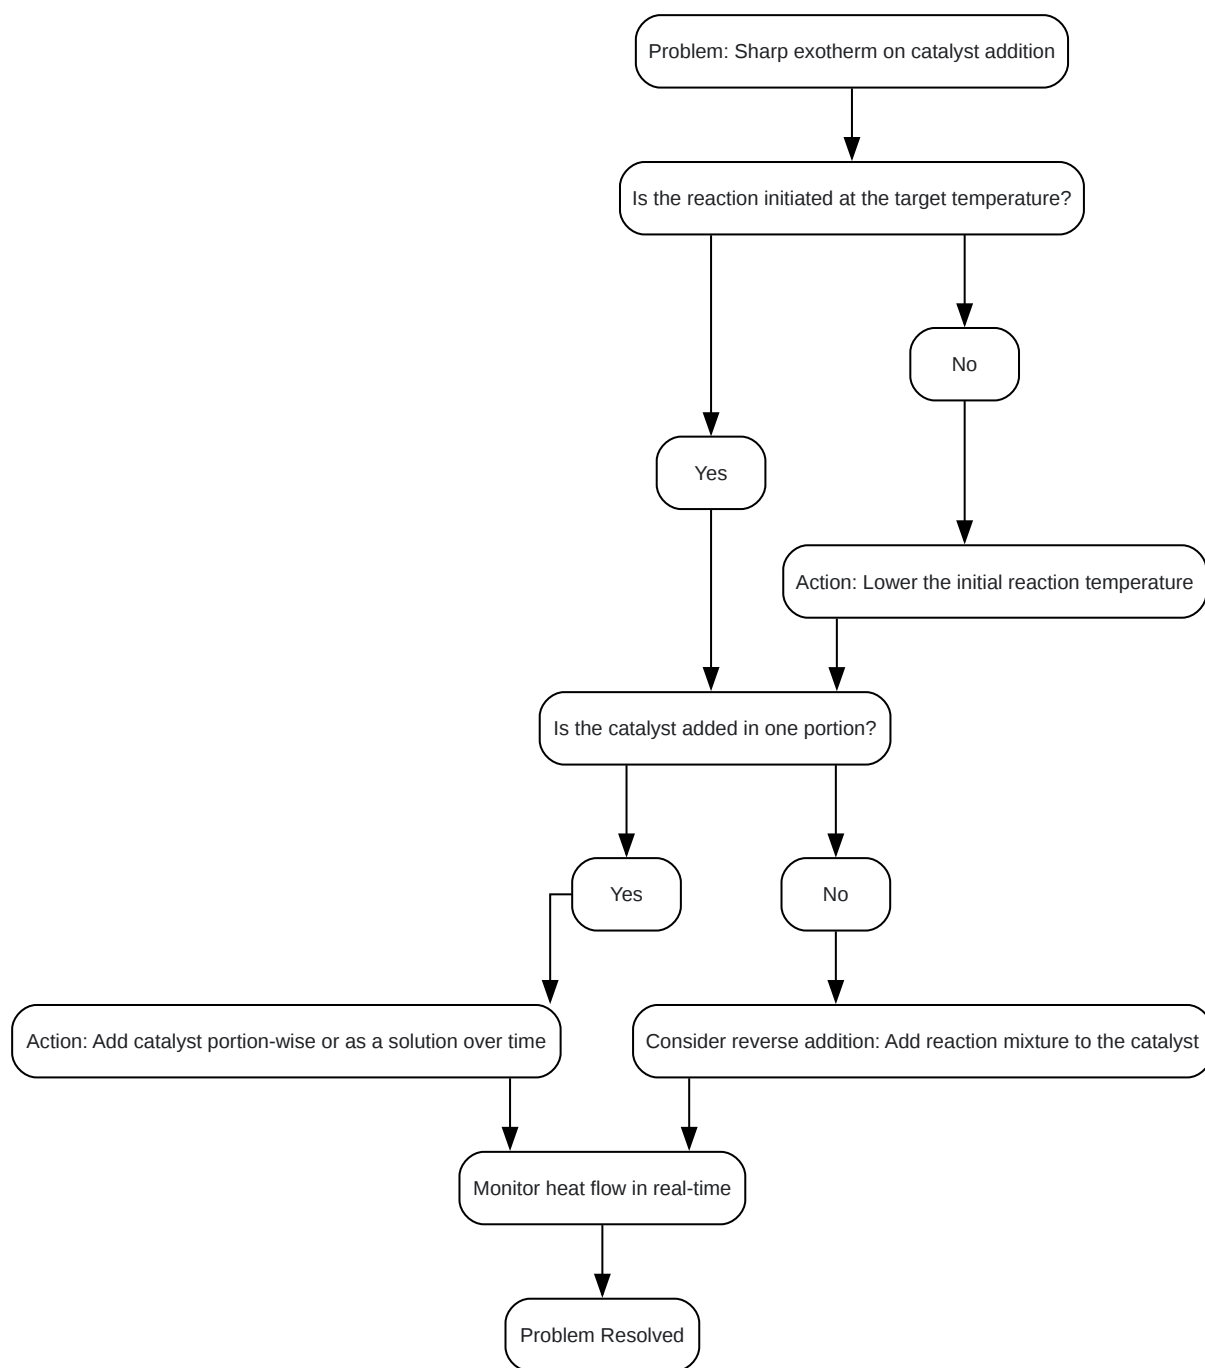 Problem: Sharp exotherm on catalyst addition
Is the reaction initiated at the target temperature?
No
Yes
Action: Lower the initial reaction temperature
Is the catalyst added in one portion?
Yes
No
Action: Add catalyst portion-wise or as a solution over time
Consider reverse addition: Add reaction mixture to the catalyst
Monitor heat flow in real-time
Problem Resolved